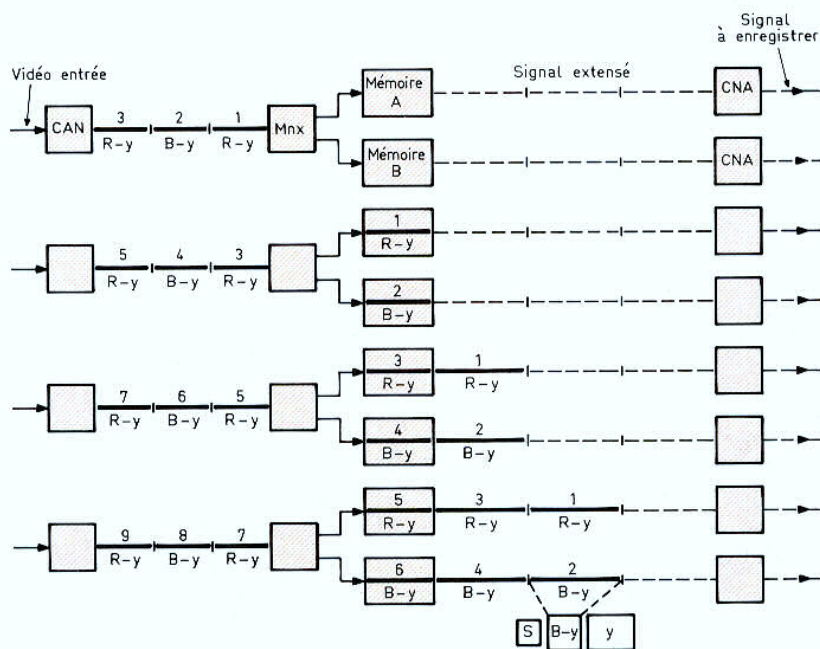 Signal
à enregistrer
Vidéo entrée
Signal extensé
CAN
3 2 1
R-y B-y R-y
Mnx
Mémoire
A
CNA
Mémoire
B
CNA
1
R-y
5 4 3
R-y B-y R-y
2
B-y
3 1
R-y R-y
7 6 5
R-y B-y R-y
4 2
B-y B-y
5 3 1
R-y R-y R-y
9 8 7
R-y B-y R-y
6 4 2
B-y B-y B-y
S B-y y